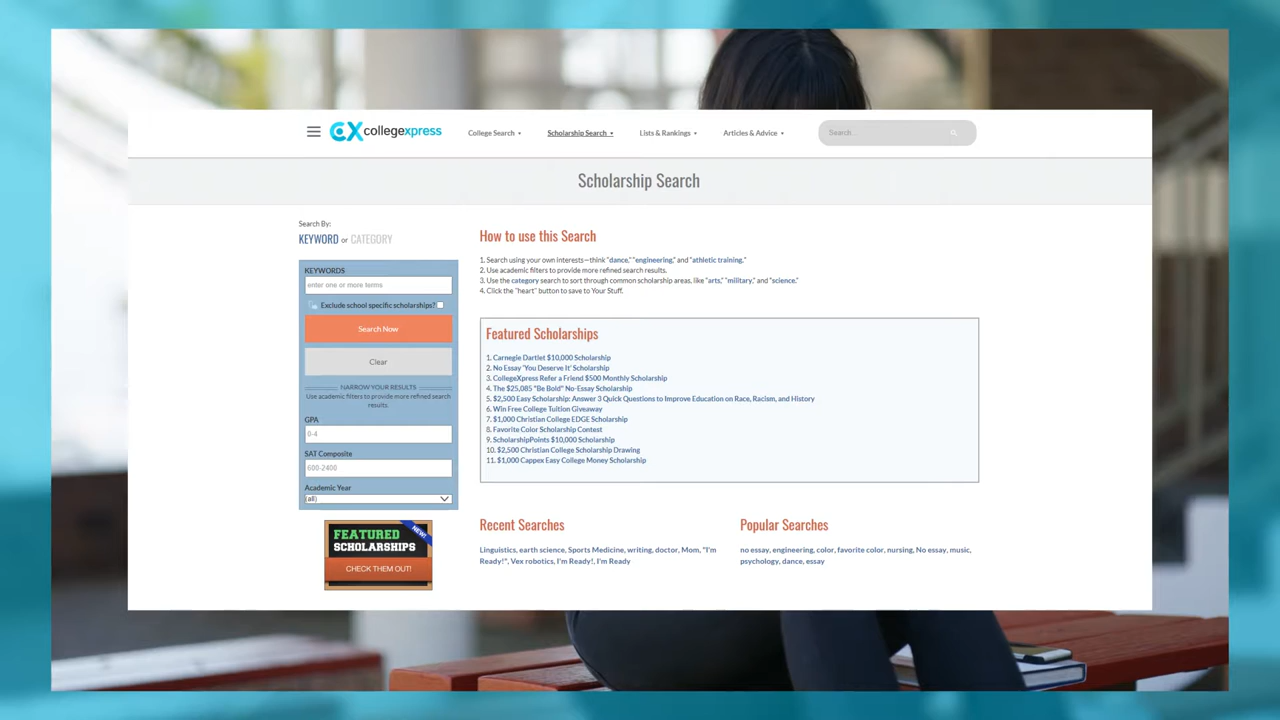 collegexpress
College Search
Scholarship Search
Lists & Rankings
Articles & Advice
Search...
Scholarship Search
Search By:
KEYWORD or CATEGORY
KEYWORDS
enter one or more terms
Exclude school specific scholarships?
Search Now
Clear
NARROW YOUR RESULTS
Use academic filters to provide more refined search
results.
GPA
0-4
SAT Composite
600-2400
Academic Year
(all)
NEW!
FEATURED
SCHOLARSHIPS
CHECK THEM OUT!
How to use this Search
1. Search using your own interests—think "dance," "engineering," and "athletic training."
2. Use academic filters to provide more refined search results.
3. Use the category search to sort through common scholarship areas, like "arts," "military," and "science."
4. Click the "heart" button to save to Your Stuff.
Featured Scholarships
1. Carnegie Dartlet $10,000 Scholarship
2. No Essay 'You Deserve It' Scholarship
3. CollegeXpress Refer a Friend $500 Monthly Scholarship
4. The $25,085 "Be Bold" No-Essay Scholarship
5. $2,500 Easy Scholarship: Answer 3 Quick Questions to Improve Education on Race, Racism, and History
6. Win Free College Tuition Giveaway
7. $1,000 Christian College EDGE Scholarship
8. Favorite Color Scholarship Contest
9. ScholarshipPoints $10,000 Scholarship
10. $2,500 Christian College Scholarship Drawing
11. $1,000 Cappex Easy College Money Scholarship
Recent Searches
Linguistics, earth science, Sports Medicine, writing, doctor, Mom, "I'm
Ready!", Vex robotics, I'm Ready!, I'm Ready
Popular Searches
no essay, engineering, color, favorite color, nursing, No essay, music,
psychology, dance, essay